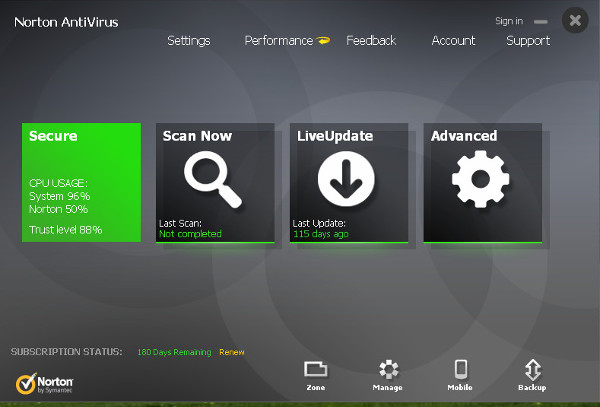 Norton AntiVirus
Sign in
Settings Performance Feedback Account Support
Secure
CPU USAGE:
System 96%
Norton 50%
Trust level 88%
Scan Now
Last Scan:
Not completed
LiveUpdate
Last Update:
115 days ago
Advanced
SUBSCRIPTION STATUS: 180 Days Remaining Renew
Norton
by Symantec
Zone Manage Mobile Backup